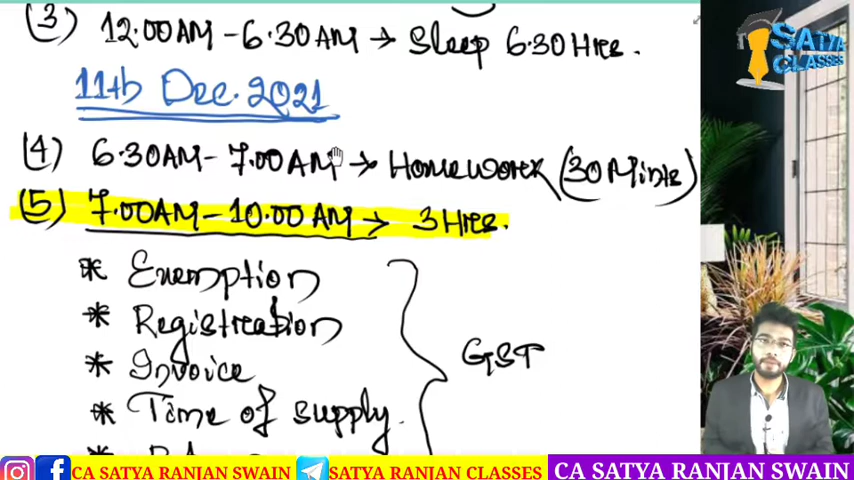 (3) 12.00AM - 6.30AM → Sleep 6.30 Hrs.
SATYA
CLASSES
11th Dec. 2021
(4) 6.30AM - 7.00AM → Homework (30 Mints)
(5) 7.00AM - 10.00AM → 3 Hrs.
* Exemption
* Registration
* Invoice
GST
* Time of supply.
CA SATYA RANJAN SWAIN
SATYA RANJAN CLASSES
CA SATYA RANJAN SWAIN